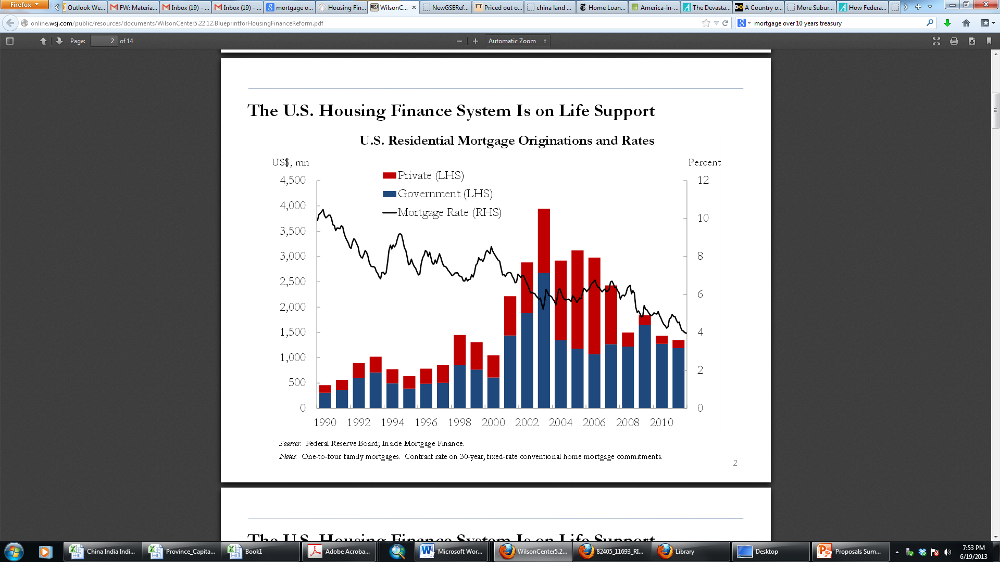 Firefox
Outlook We...
FW: Materia...
Inbox (19) - ...
Inbox (19) - ...
mortgage o...
Housing Fin...
WilsonC...
NewGSERef...
Priced out o...
china land ...
Home Loan...
America-in-...
The Devasta...
A Country o...
More Subur...
How Federa...
online.wsj.com/public/resources/documents/WilsonCenter5.22.12.BlueprintforHousingFinanceReform.pdf
mortgage over 10 years treasury
Page: 2 of 14
Automatic Zoom
The U.S. Housing Finance System Is on Life Support
U.S. Residential Mortgage Originations and Rates
US$, mn
Percent
Private (LHS)
Government (LHS)
Mortgage Rate (RHS)
4,500
4,000
3,500
3,000
2,500
2,000
1,500
1,000
500
0
12
10
8
6
4
2
0
1990 1992 1994 1996 1998 2000 2002 2004 2006 2008 2010
Sources: Federal Reserve Board; Inside Mortgage Finance.
Notes: One-to-four family mortgages. Contract rate on 30-year, fixed-rate conventional home mortgage commitments.
2
The U.S. Housing Finance System Is on Life Support
China India Indi...
Province_Capita...
Book1
Adobe Acroba...
Microsoft Wor...
WilsonCenter5.2...
82405_11693_RI...
Library
Desktop
Proposals Sum...
7:53 PM
6/19/2013